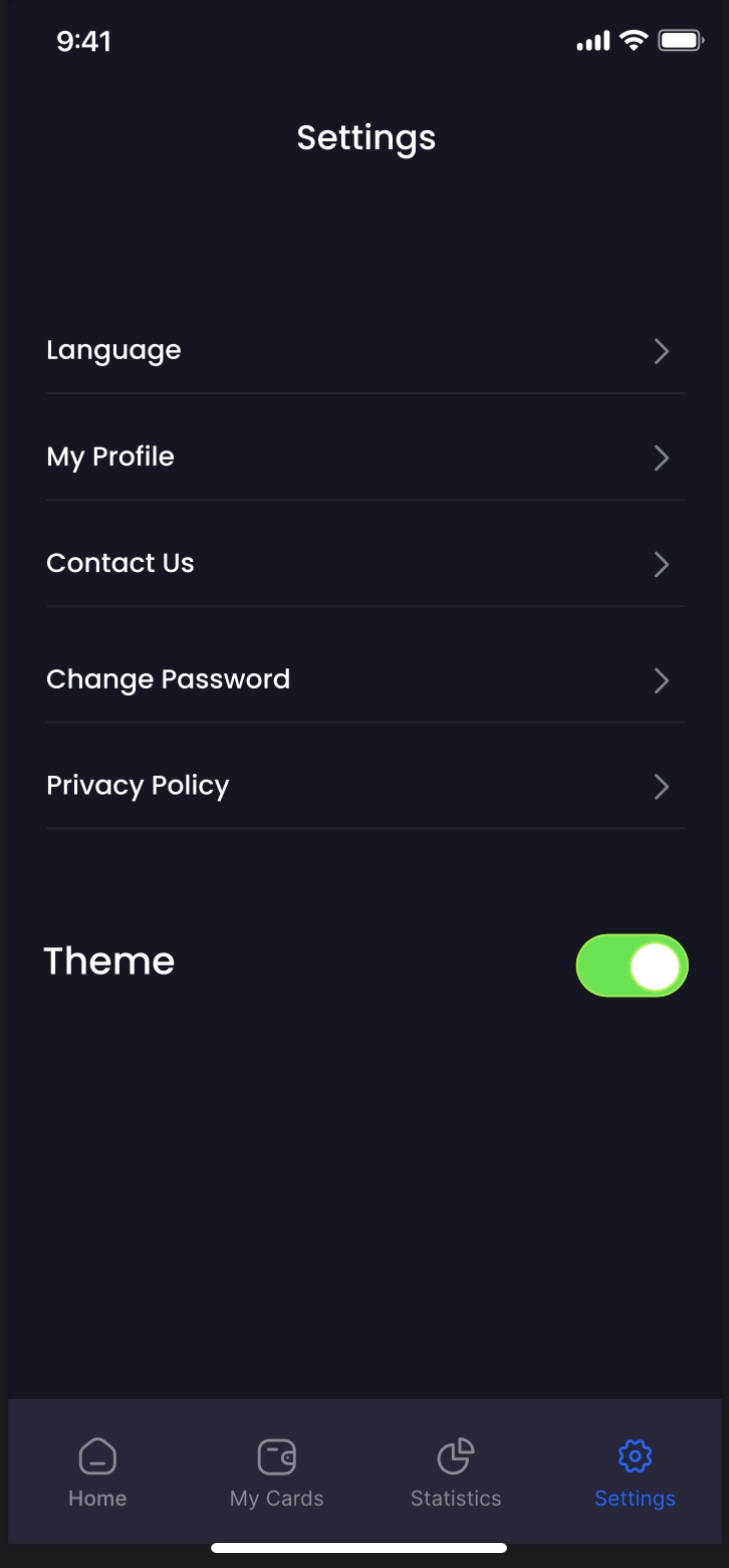 9:41
Settings
Language
My Profile
Contact Us
Change Password
Privacy Policy
Theme
Home
My Cards
Statistics
Settings